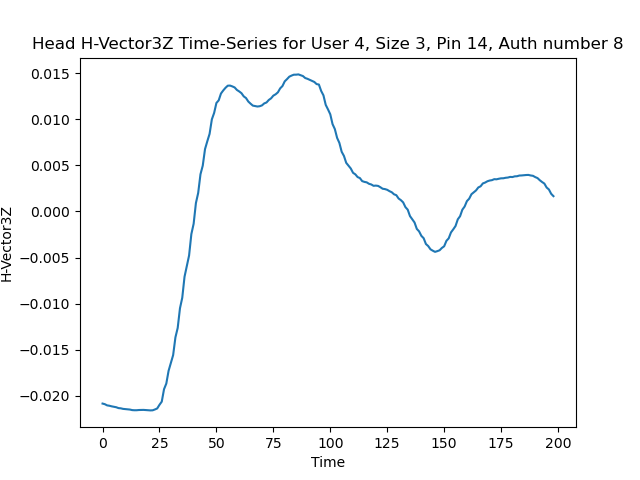 Head H-Vector3Z Time-Series for User 4, Size 3, Pin 14, Auth number 8
H-Vector3Z
0.015
0.010
0.005
0.000
−0.005
−0.010
−0.015
−0.020
0 25 50 75 100 125 150 175 200
Time